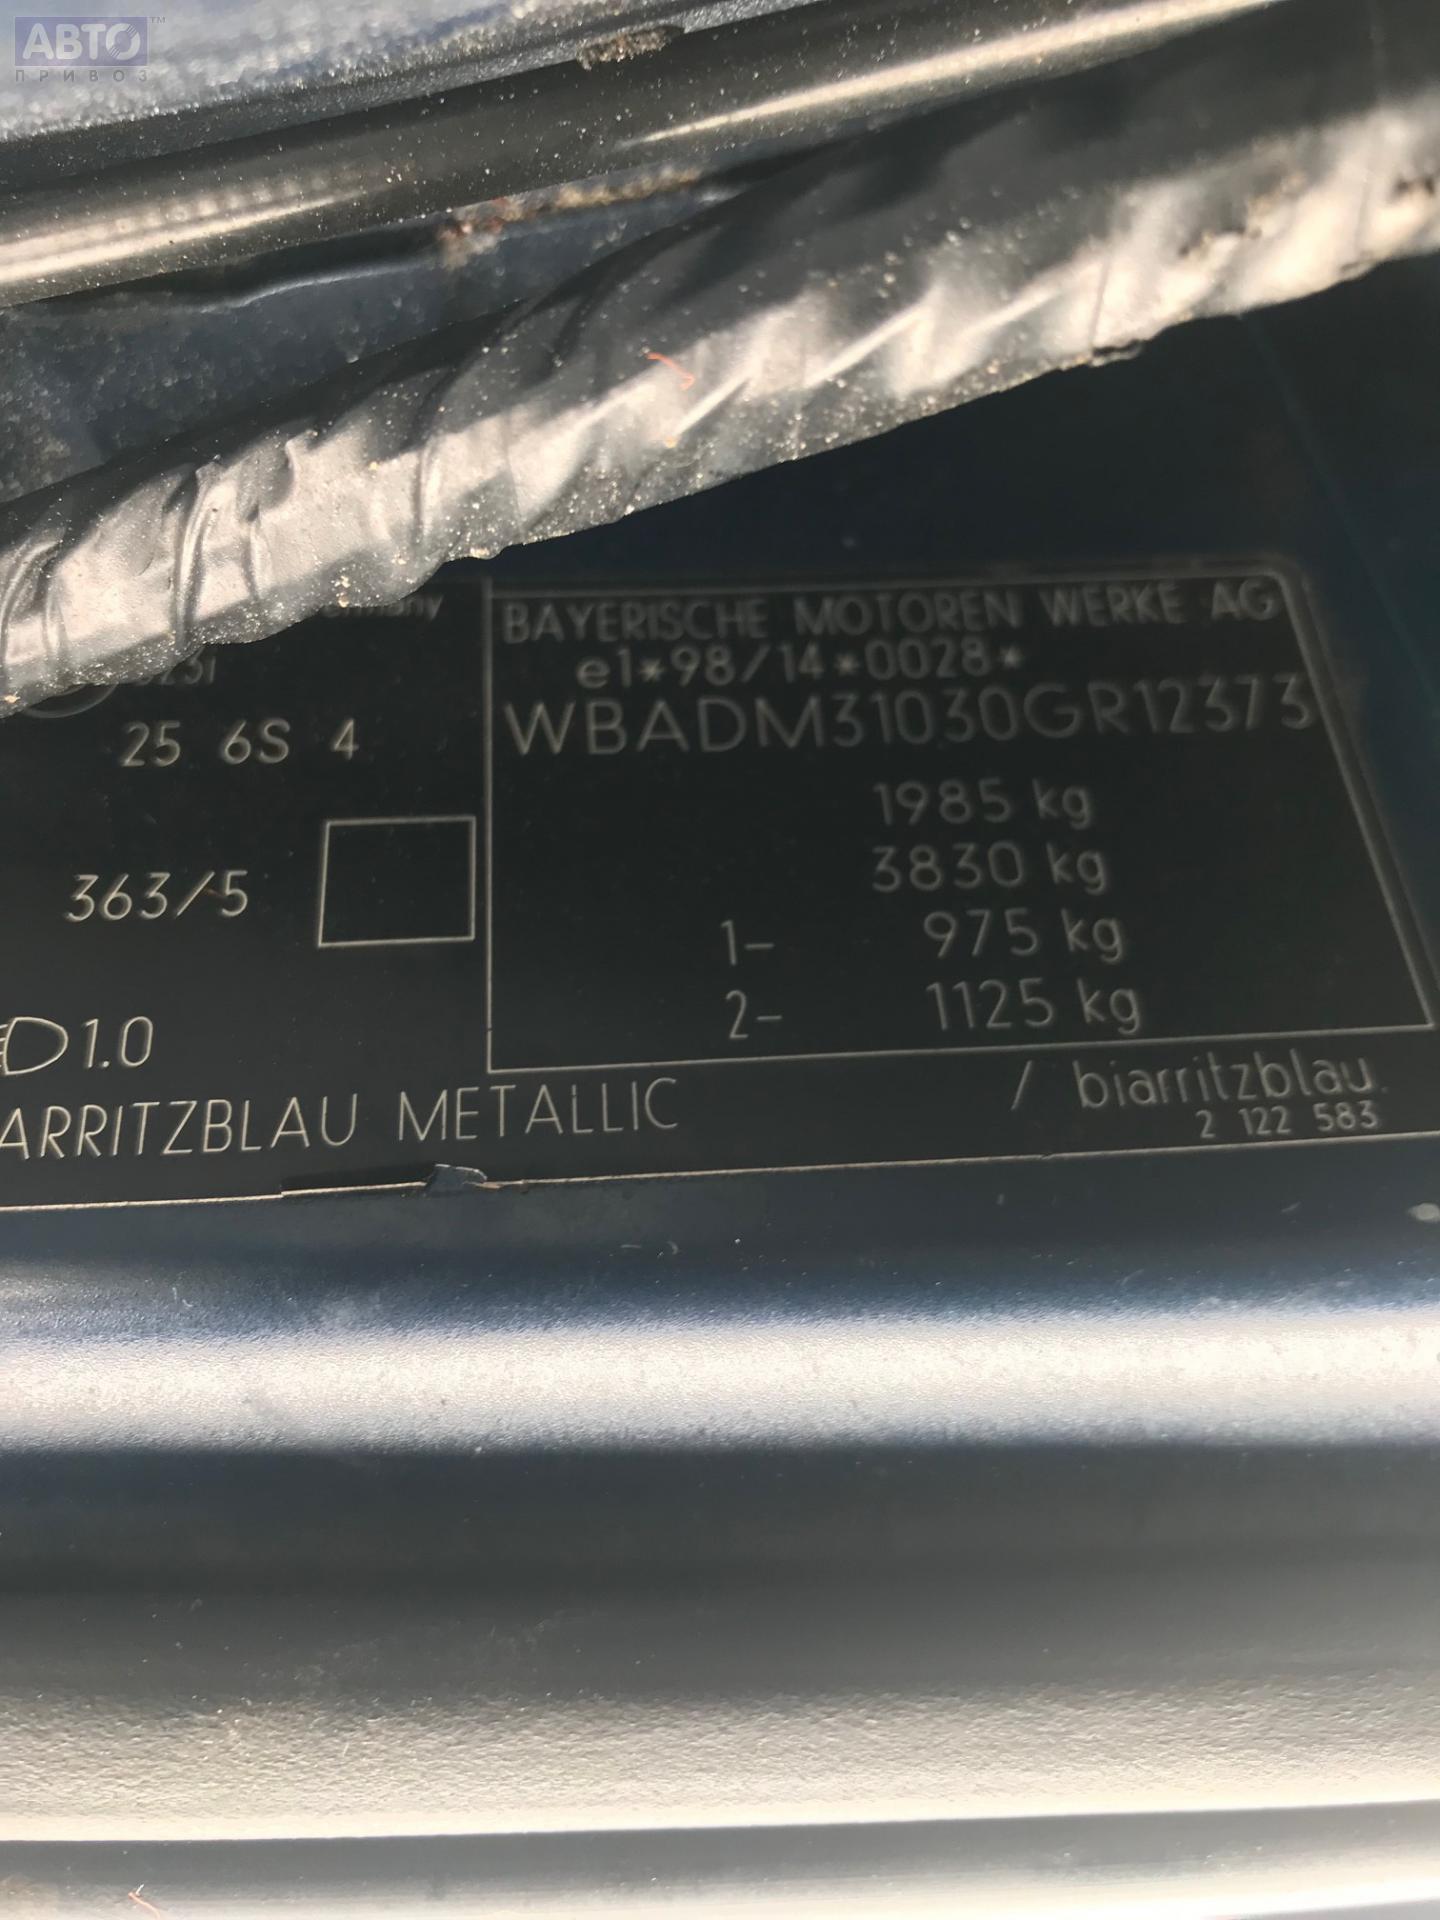 АВТО™
ПРИВОЗ
BAYERISCHE MOTOREN WERKE AG
e1*98/14*0028*
WBADM31030GR12373
25 6S 4
1985 kg
3830 kg
363/5
1- 975 kg
2- 1125 kg
1.0
/ biarritzblau.
ARRITZBLAU METALLIC
2 122 583